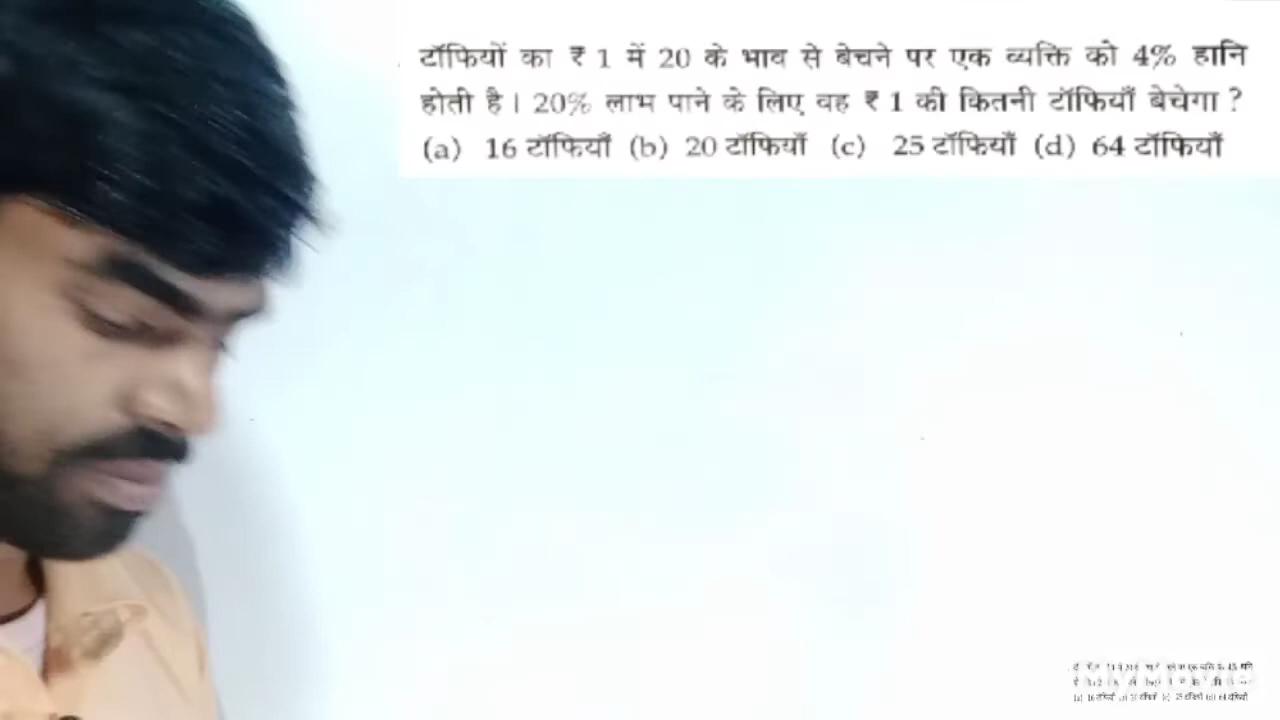 टॉफियों का ₹ 1 में 20 के भाव से बेचने पर एक व्यक्ति को 4% हानि
होती है। 20% लाभ पाने के लिए वह ₹ 1 की कितनी टॉफियाँ बेचेगा ?
(a) 16 टॉफियाँ (b) 20 टॉफियाँ (c) 25 टॉफियाँ (d) 64 टॉफियाँ